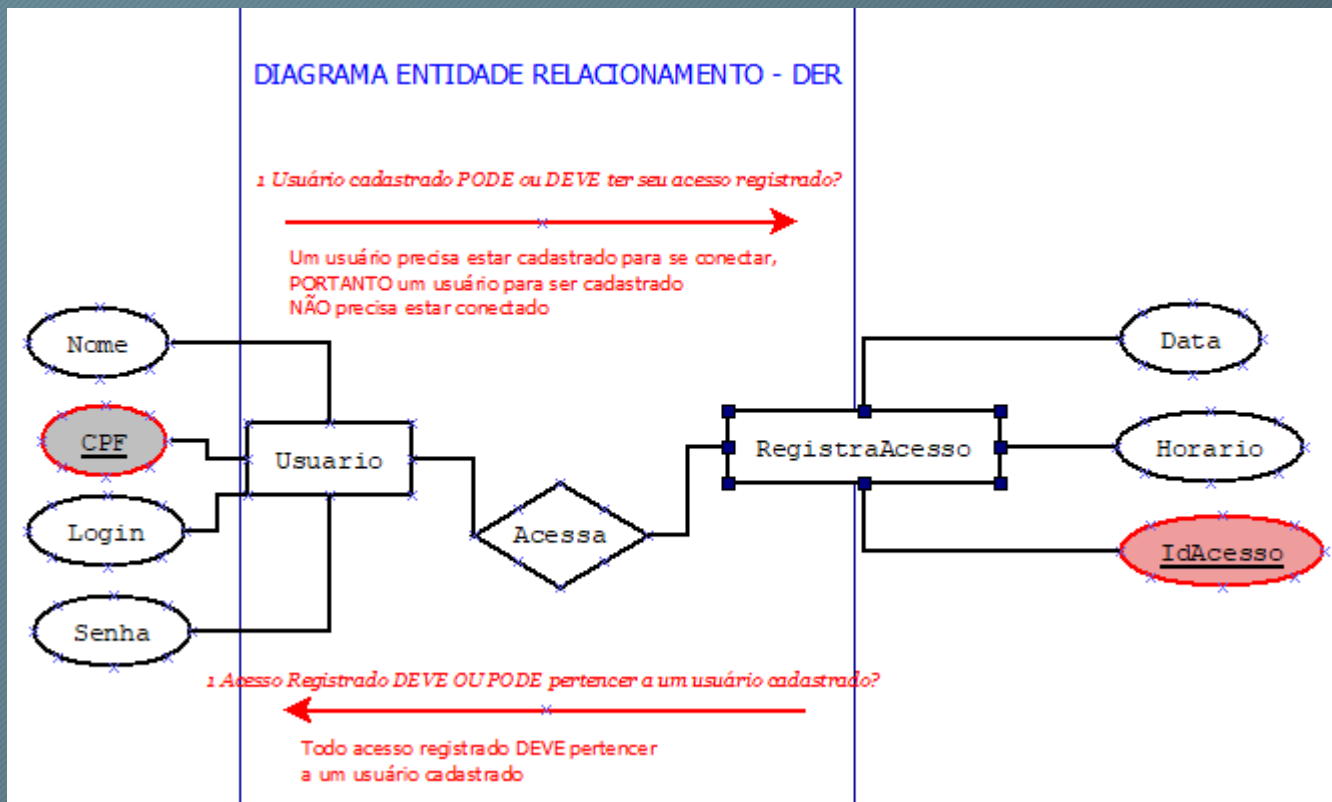 DIAGRAMA ENTIDADE RELACIONAMENTO - DER
1 Usuário cadastrado PODE ou DEVE ter seu acesso registrado?
Um usuário precisa estar cadastrado para se conectar,
PORTANTO um usuário para ser cadastrado
NÃO precisa estar conectado
Nome
CPF
Login
Senha
Usuario
Acessa
RegistraAcesso
Data
Horario
IdAcesso
1 Acesso Registrado DEVE OU PODE pertencer a um usuário cadastrado?
Todo acesso registrado DEVE pertencer
a um usuário cadastrado